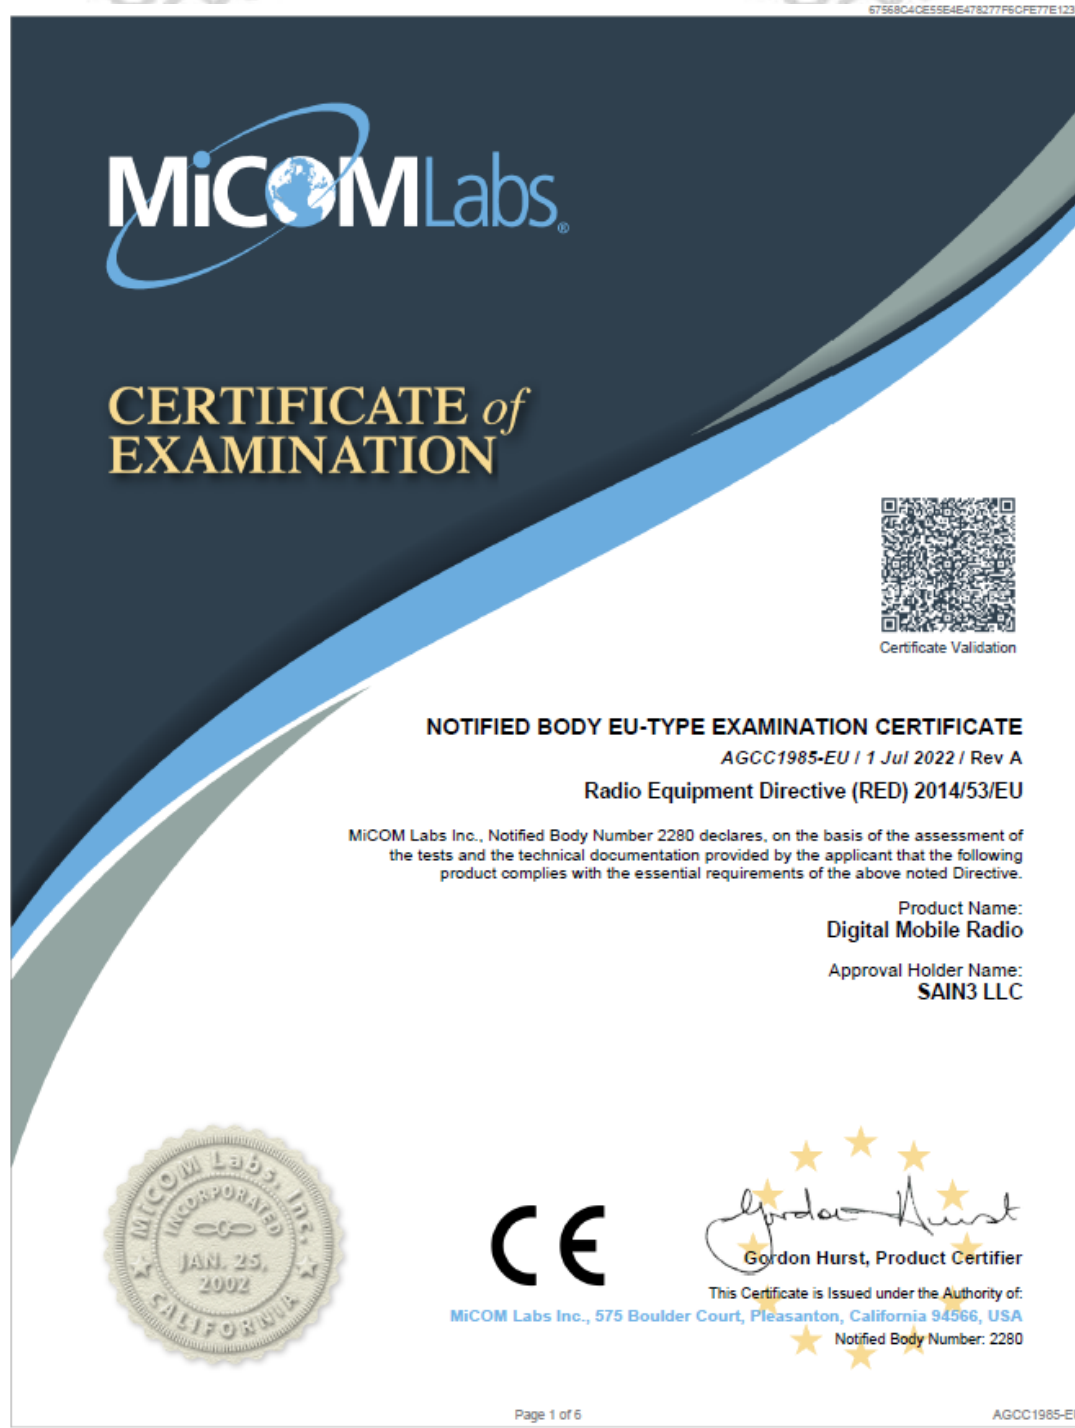 67568C4CE55E4E478277F6CFE77E123
MiCOMLabs®
CERTIFICATE of
EXAMINATION
Certificate Validation
NOTIFIED BODY EU-TYPE EXAMINATION CERTIFICATE
AGCC1985-EU / 1 Jul 2022 / Rev A
Radio Equipment Directive (RED) 2014/53/EU
MiCOM Labs Inc., Notified Body Number 2280 declares, on the basis of the assessment of
the tests and the technical documentation provided by the applicant that the following
product complies with the essential requirements of the above noted Directive.
Product Name:
Digital Mobile Radio
Approval Holder Name:
SAIN3 LLC
MiCOM Labs, Inc.
INCORPORATED
JAN. 25,
2002
CALIFORNIA
CE
Gordon Hurst
Gordon Hurst, Product Certifier
This Certificate is Issued under the Authority of:
MiCOM Labs Inc., 575 Boulder Court, Pleasanton, California 94566, USA
Notified Body Number: 2280
Page 1 of 6
AGCC1985-E